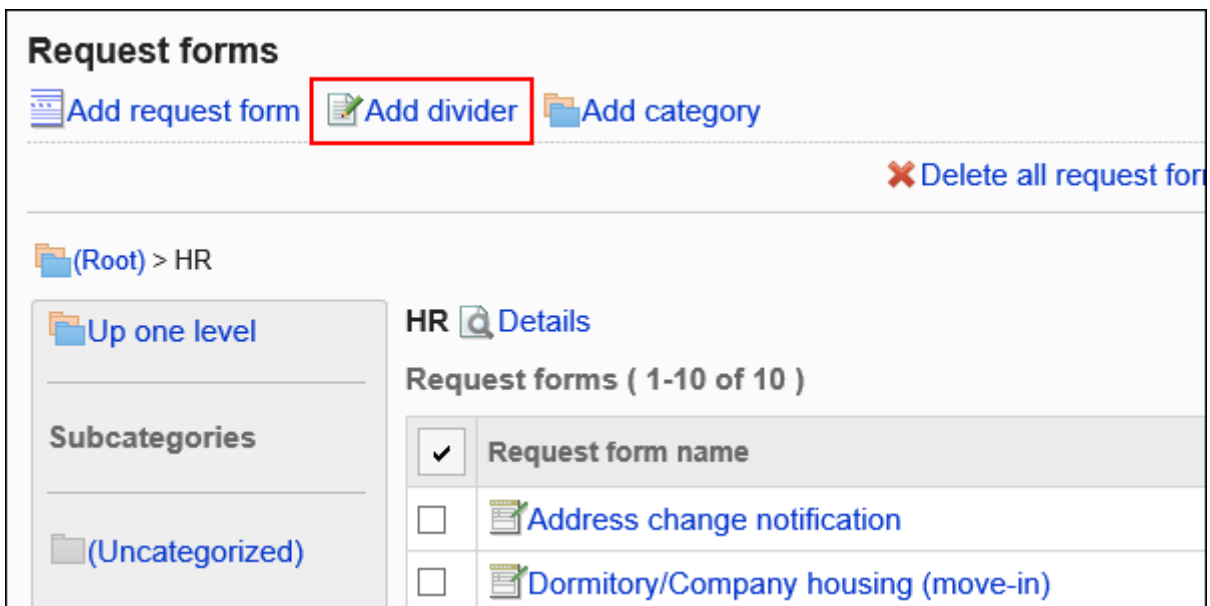 Request forms
Add request form Add divider Add category
Delete all request
(Root) > HR
Up one level
HR Details
Request forms ( 1-10 of 10 )
Subcategories
Request form name
Address change notification
(Uncategorized)
Dormitory/Company housing (move-in)